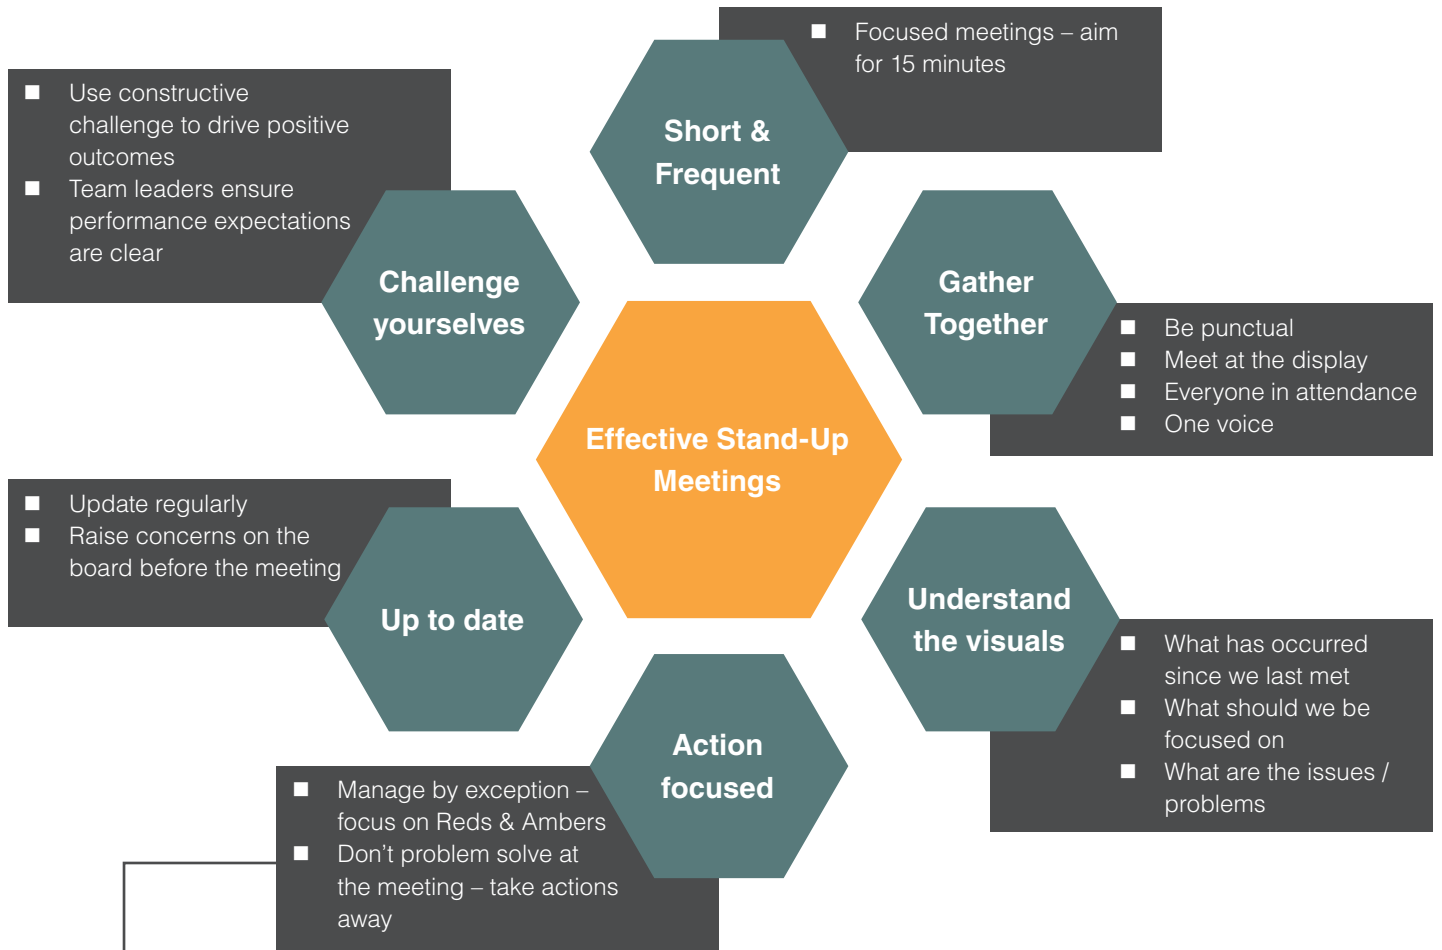 Short &
Frequent
■ Focused meetings – aim
for 15 minutes
Gather
Together
■ Be punctual
■ Meet at the display
■ Everyone in attendance
■ One voice
Understand
the visuals
■ What has occurred
since we last met
■ What should we be
focused on
■ What are the issues /
problems
Action
focused
■ Manage by exception –
focus on Reds & Ambers
■ Don’t problem solve at
the meeting – take actions
away
Up to date
■ Update regularly
■ Raise concerns on the
board before the meeting
Challenge
yourselves
■ Use constructive
challenge to drive positive
outcomes
■ Team leaders ensure
performance expectations
are clear
Effective Stand-Up
Meetings